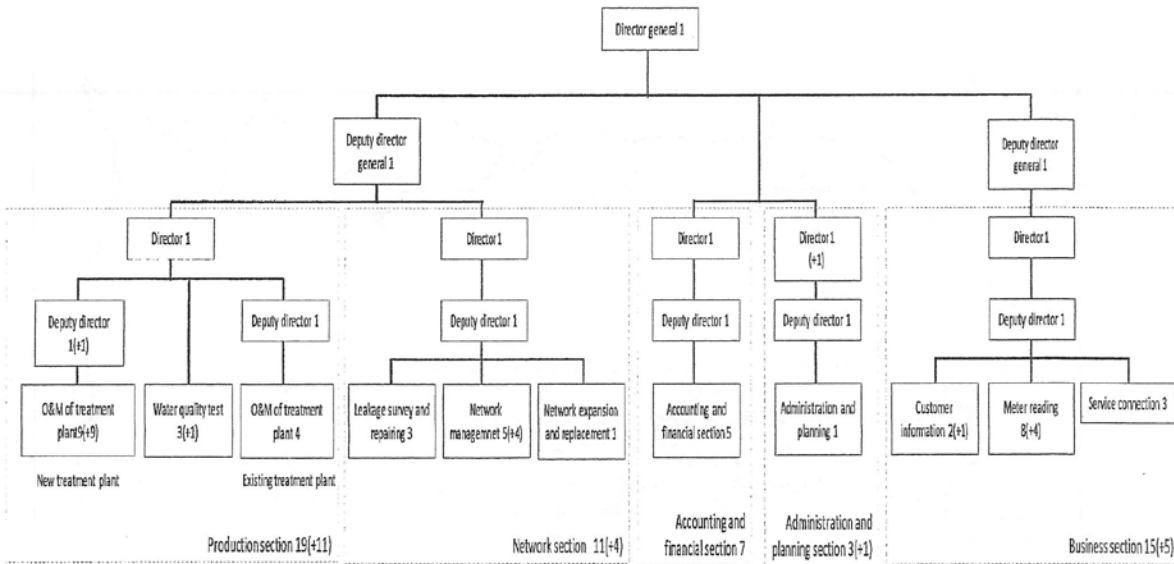 Director general 1
Deputy director
general 1
Deputy director
general 1
Director 1
Director 1
Director 1
Director 1
(+1)
Director 1
Deputy director
1(+1)
Deputy director 1
Deputy director 1
Deputy director 1
Deputy director 1
Deputy director 1
O&M of treatment
plant9(+9)
Water quality test
3(+1)
O&M of treatment
plant 4
Leakage survey and
repairing 3
Network
managemnet 5(+4)
Network expansion
and replacement 1
Accounting and
financial section 5
Administration and
planning 1
Customer
information 2(+1)
Meter reading
8(+4)
Service connection 3
New treatment plant
Existing treatment plant
Production section 19(+11)
Network section 11(+4)
Accounting and
financial section 7
Administration and
planning section 3(+1)
Business section 15(+5)